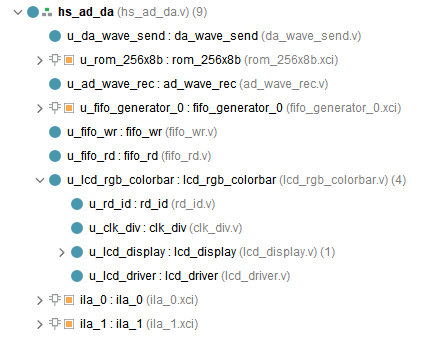 hs_ad_da (hs_ad_da.v) (9)
u_da_wave_send : da_wave_send (da_wave_send.v)
u_rom_256x8b : rom_256x8b (rom_256x8b.xci)
u_ad_wave_rec : ad_wave_rec (ad_wave_rec.v)
u_fifo_generator_0 : fifo_generator_0 (fifo_generator_0.xci)
u_fifo_wr : fifo_wr (fifo_wr.v)
u_fifo_rd : fifo_rd (fifo_rd.v)
u_lcd_rgb_colorbar : lcd_rgb_colorbar (lcd_rgb_colorbar.v) (4)
u_rd_id : rd_id (rd_id.v)
u_clk_div : clk_div (clk_div.v)
u_lcd_display : lcd_display (lcd_display.v) (1)
u_lcd_driver : lcd_driver (lcd_driver.v)
ila_0 : ila_0 (ila_0.xci)
ila_1 : ila_1 (ila_1.xci)